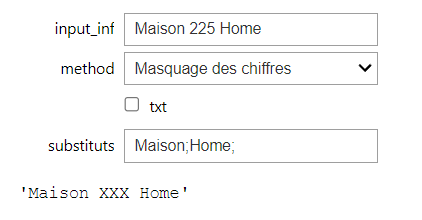 input_inf Maison 225 Home
method Masquage des chiffres
txt
substituts Maison;Home;
'Maison XXX Home'